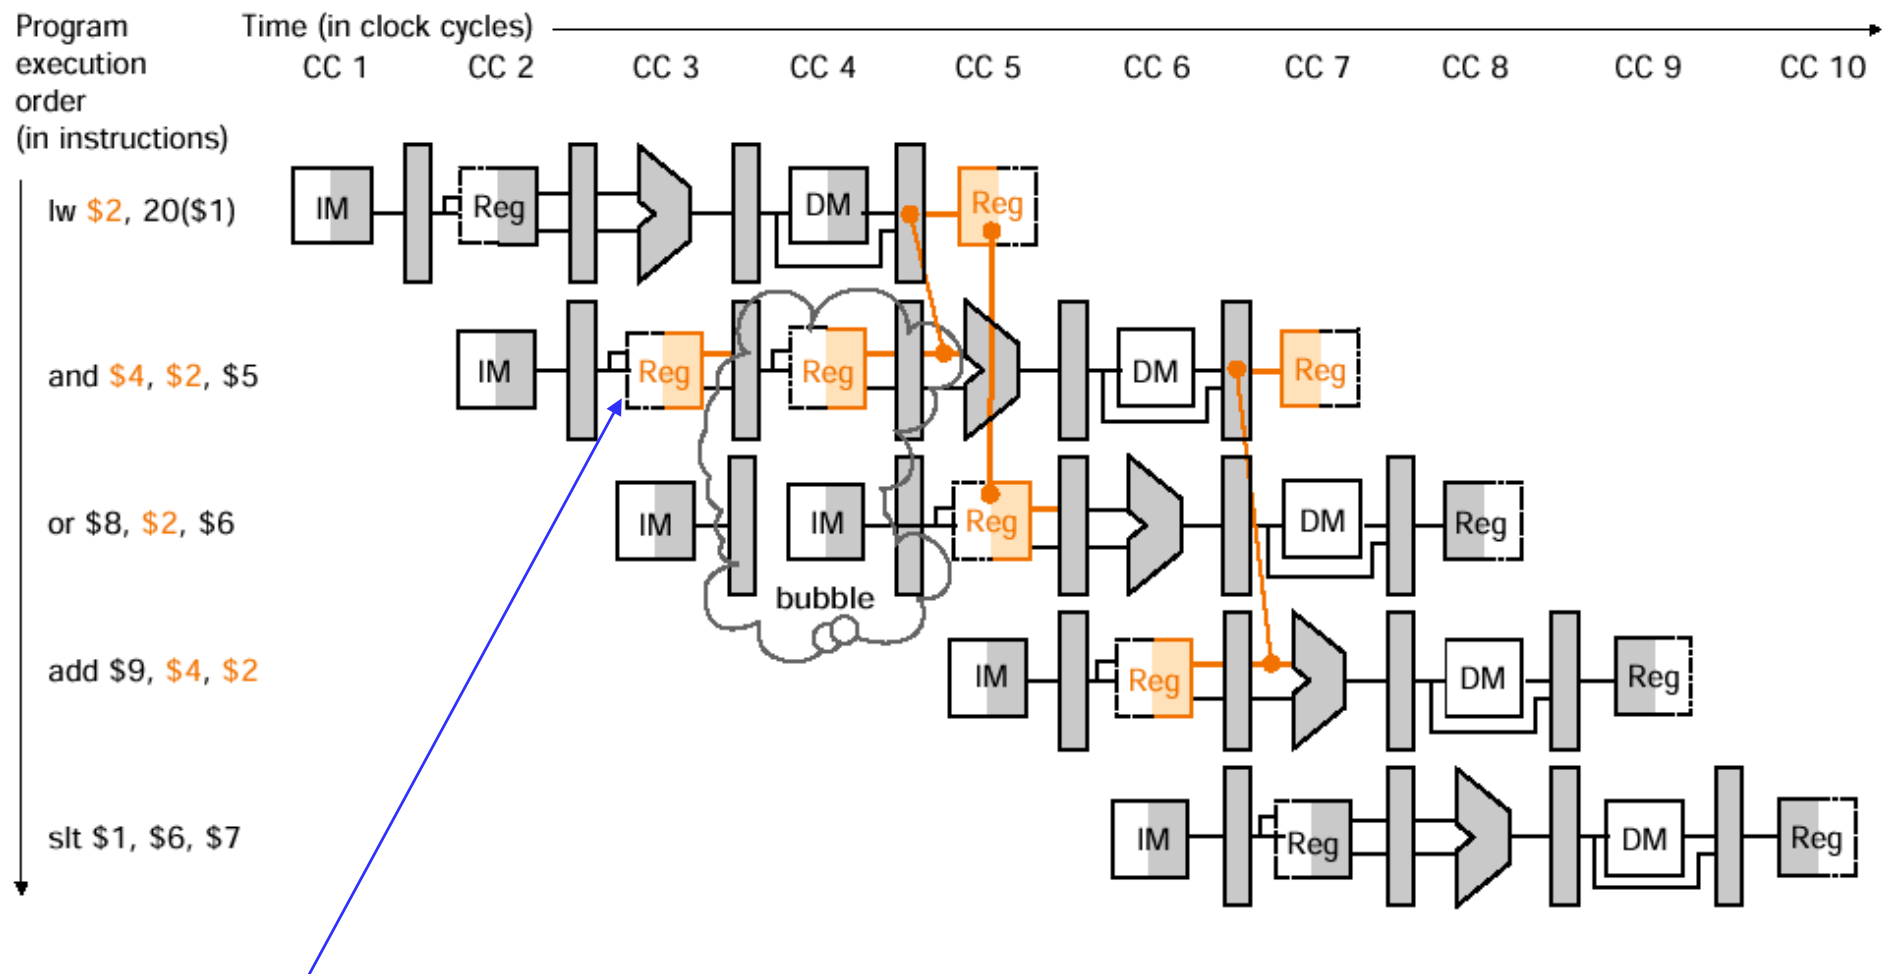 Program
execution
order
(in instructions)
Time (in clock cycles)
CC 1 CC 2 CC 3 CC 4 CC 5 CC 6 CC 7 CC 8 CC 9 CC 10
lw $2, 20($1)
IM Reg DM Reg
and $4, $2, $5
IM Reg Reg DM Reg
or $8, $2, $6
IM IM Reg DM Reg
bubble
add $9, $4, $2
IM Reg DM Reg
slt $1, $6, $7
IM Reg DM Reg